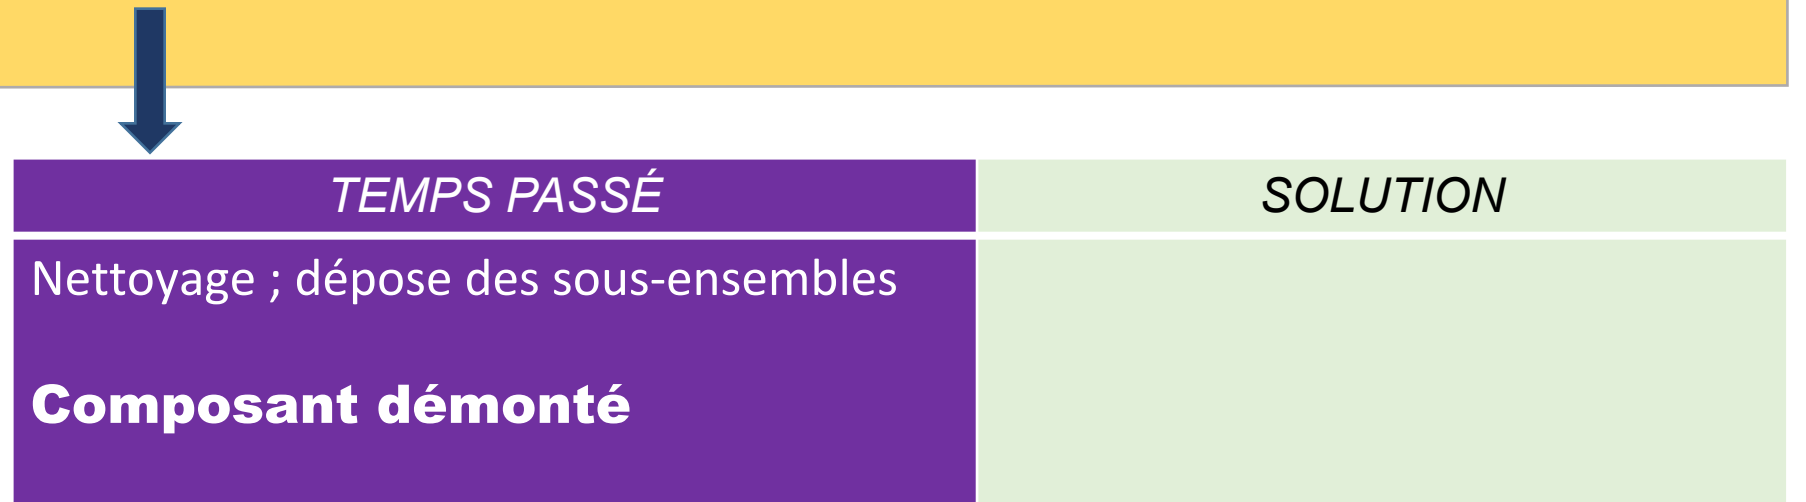 TEMPS PASSÉ
SOLUTION
Nettoyage ; dépose des sous-ensembles
Composant démonté